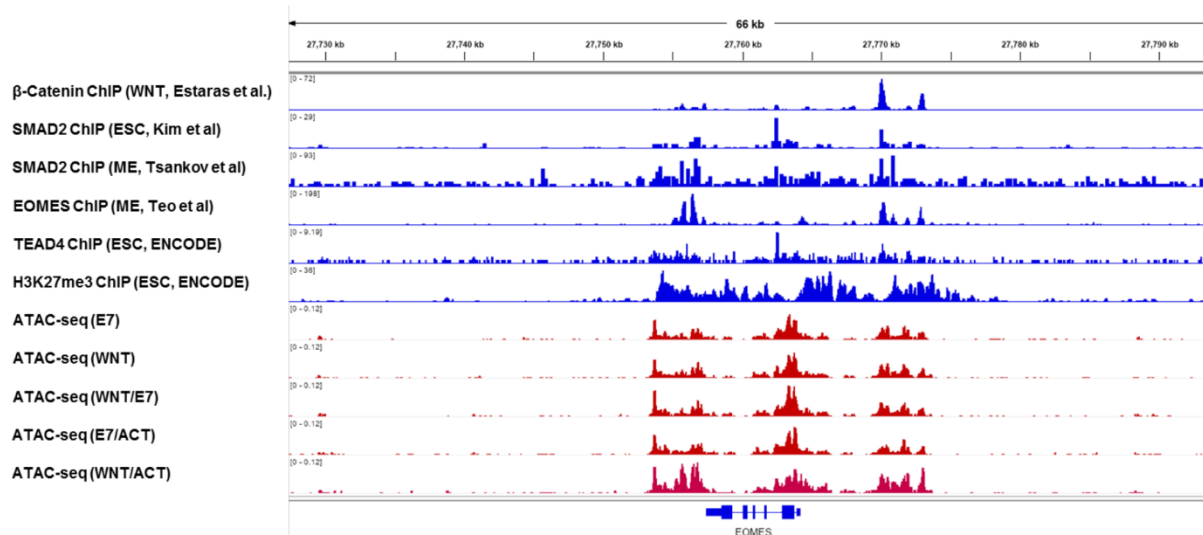 66 kb
27,730 kb 27,740 kb 27,750 kb 27,760 kb 27,770 kb 27,780 kb 27,790 kb
β-Catenin ChIP (WNT, Estaras et al.) [0 - 72]
SMAD2 ChIP (ESC, Kim et al) [0 - 29]
SMAD2 ChIP (ME, Tsankov et al) [0 - 93]
EOMES ChIP (ME, Teo et al) [0 - 198]
TEAD4 ChIP (ESC, ENCODE) [0 - 9.19]
H3K27me3 ChIP (ESC, ENCODE) [0 - 38]
ATAC-seq (E7) [0 - 0.12]
ATAC-seq (WNT) [0 - 0.12]
ATAC-seq (WNT/E7) [0 - 0.12]
ATAC-seq (E7/ACT) [0 - 0.12]
ATAC-seq (WNT/ACT) [0 - 0.12]
EOMES